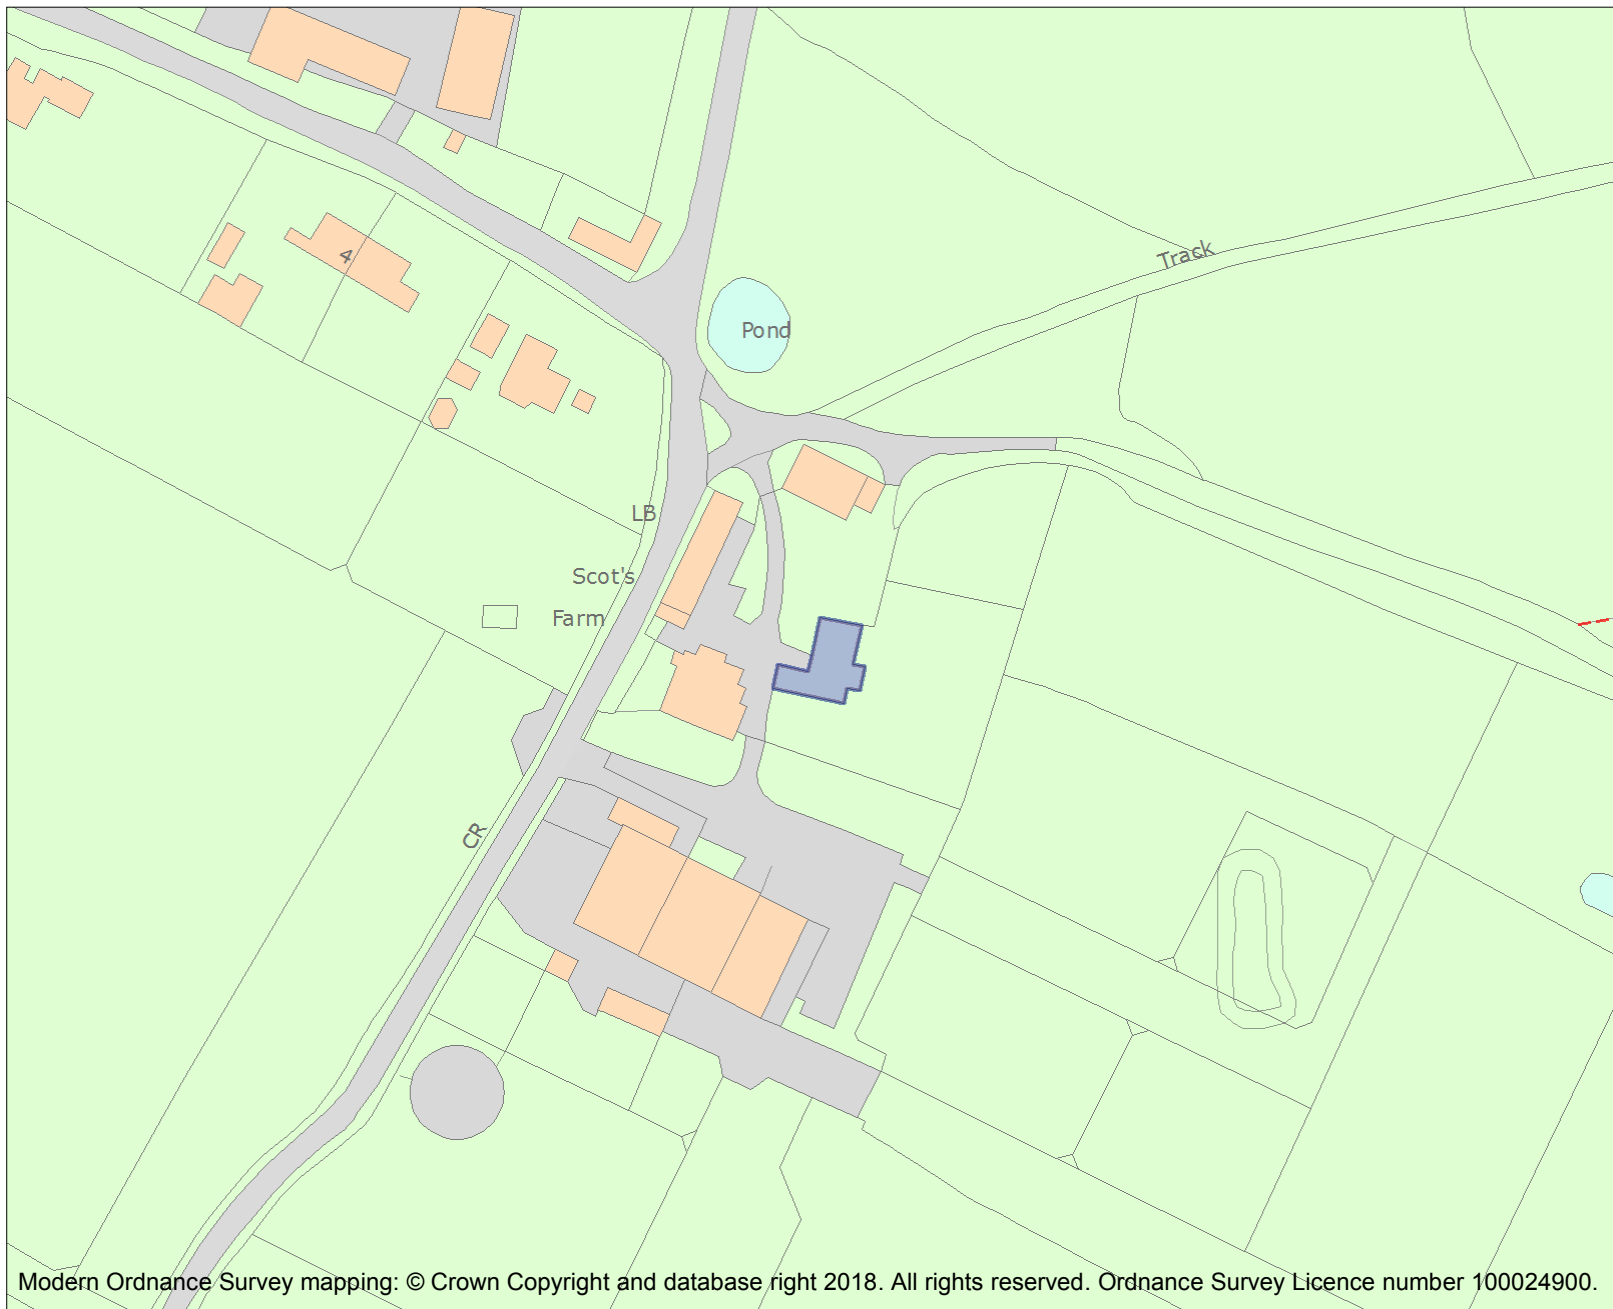 Track
4
Pond
LB
Scot's
Farm
CR
Modern Ordnance Survey mapping: © Crown Copyright and database right 2018. All rights reserved. Ordnance Survey Licence number 100024900.